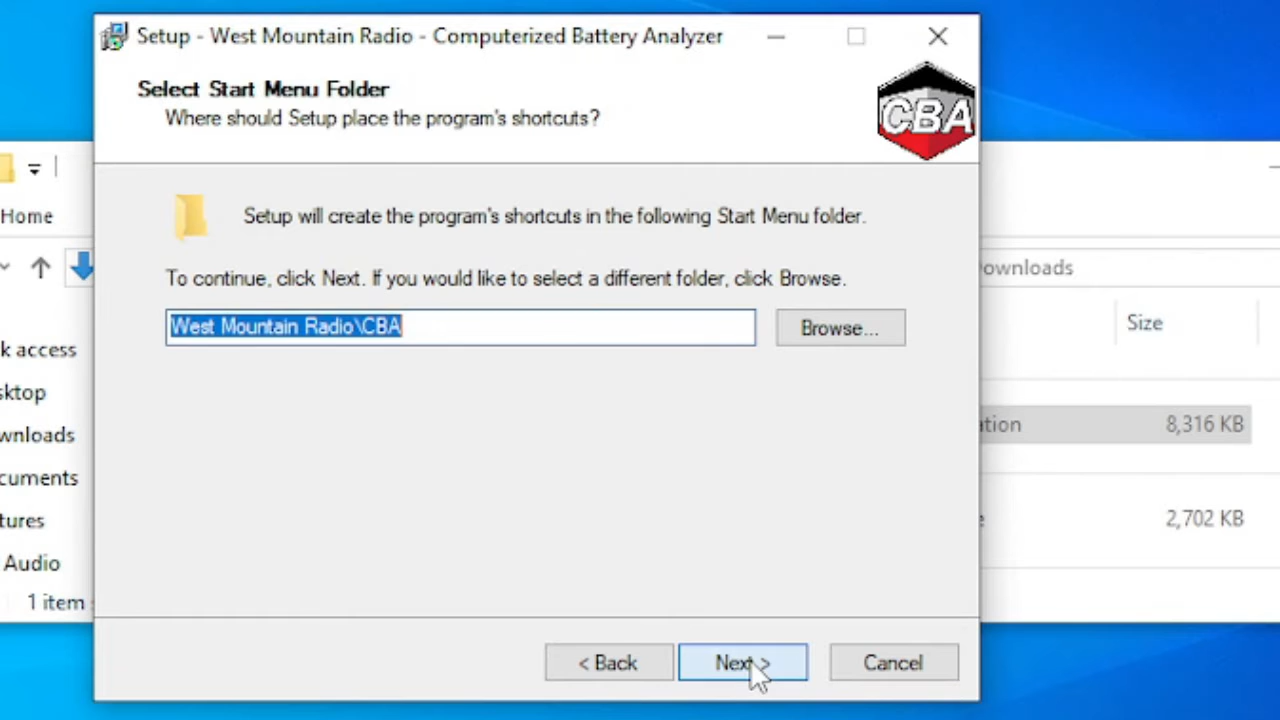 Setup - West Mountain Radio - Computerized Battery Analyzer
Select Start Menu Folder
Where should Setup place the program's shortcuts?
CBA
Home
Setup will create the program's shortcuts in the following Start Menu folder.
ownloads
To continue, click Next. If you would like to select a different folder, click Browse.
West Mountain Radio\CBA
Browse...
Size
k access
sktop
wnloads
ation
8,316 KB
cuments
tures
e
2,702 KB
Audio
1 item
< Back
Next >
Cancel